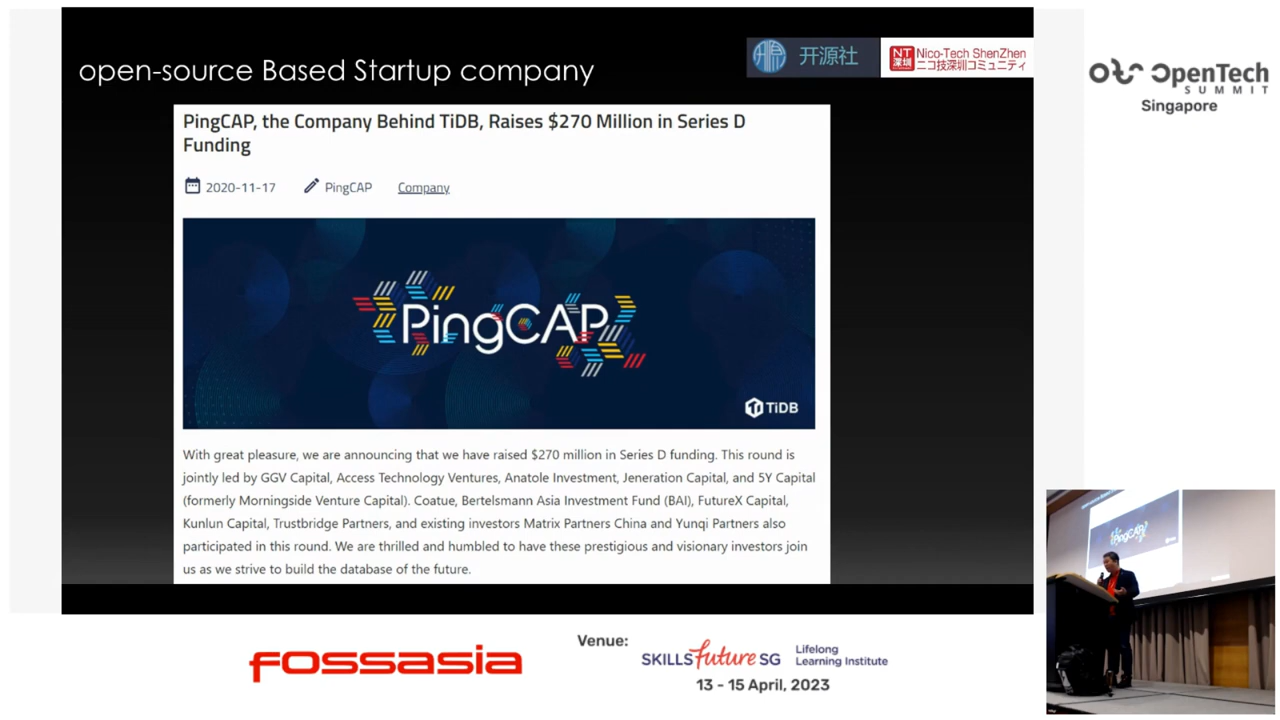 open-source Based Startup company
开源社
NT
深圳
Nico-Tech ShenZhen
ニコ技深圳コミュニティ
PingCAP, the Company Behind TiDB, Raises $270 Million in Series D
Funding
2020-11-17 PingCAP Company
PingCAP
TiDB
With great pleasure, we are announcing that we have raised $270 million in Series D funding. This round is
jointly led by GGV Capital, Access Technology Ventures, Anatole Investment, Jeneration Capital, and 5Y Capital
(formerly Morningside Venture Capital). Coatue, Bertelsmann Asia Investment Fund (BAI), FutureX Capital,
Kunlun Capital, Trustbridge Partners, and existing investors Matrix Partners China and Yunqi Partners also
participated in this round. We are thrilled and humbled to have these prestigious and visionary investors join
us as we strive to build the database of the future.
OpenTech
SUMMIT
Singapore
PingCAP
fossasia
Venue:
SKILLSfuture SG
Lifelong
Learning Institute
13 - 15 April, 2023